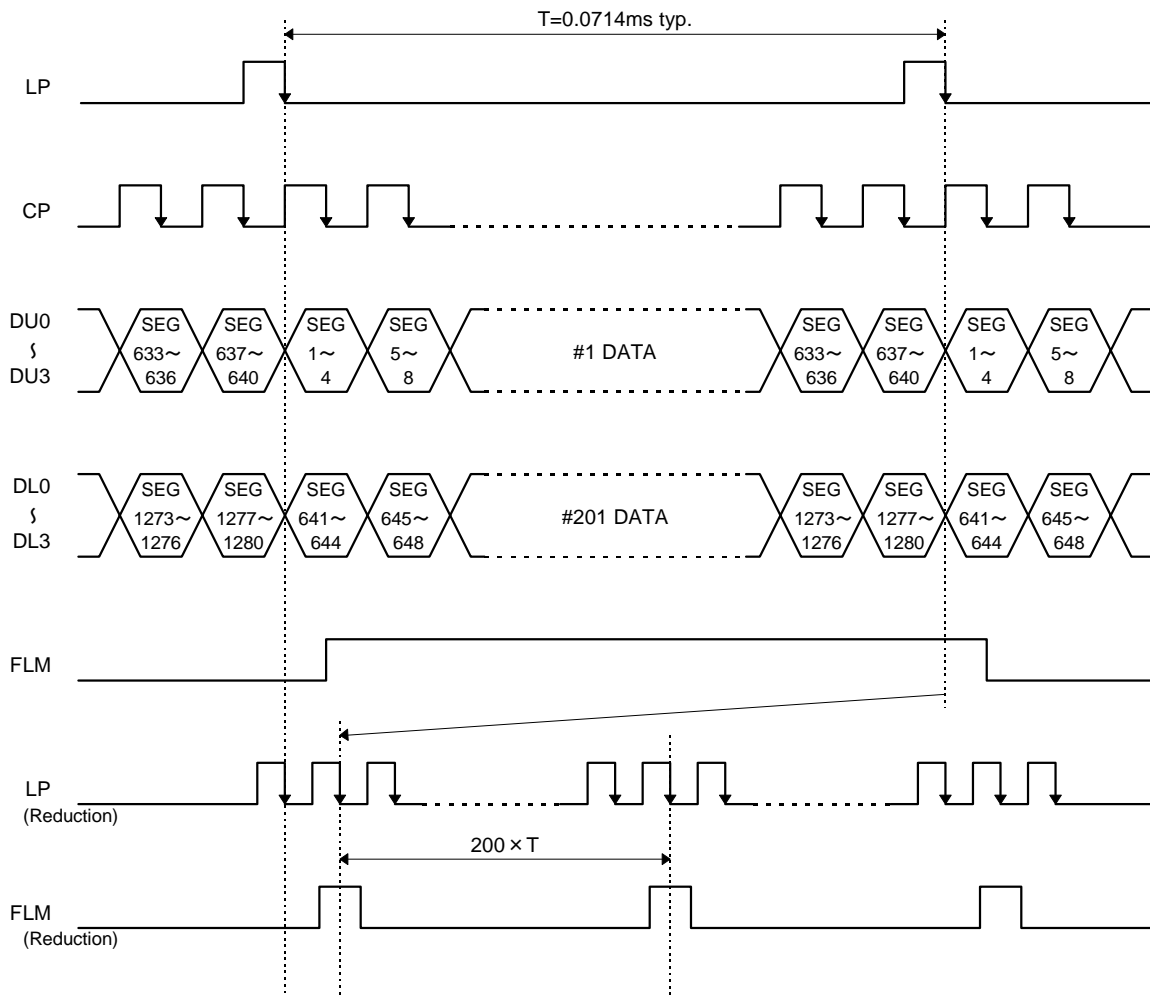 T=0.0714ms typ.
LP
CP
DU0
∽
DU3
SEG 633～ 636
SEG 637～ 640
SEG 1～ 4
SEG 5～ 8
#1 DATA
SEG 633～ 636
SEG 637～ 640
SEG 1～ 4
SEG 5～ 8
DL0
∽
DL3
SEG 1273～ 1276
SEG 1277～ 1280
SEG 641～ 644
SEG 645～ 648
#201 DATA
SEG 1273～ 1276
SEG 1277～ 1280
SEG 641～ 644
SEG 645～ 648
FLM
LP
(Reduction)
200×T
FLM
(Reduction)